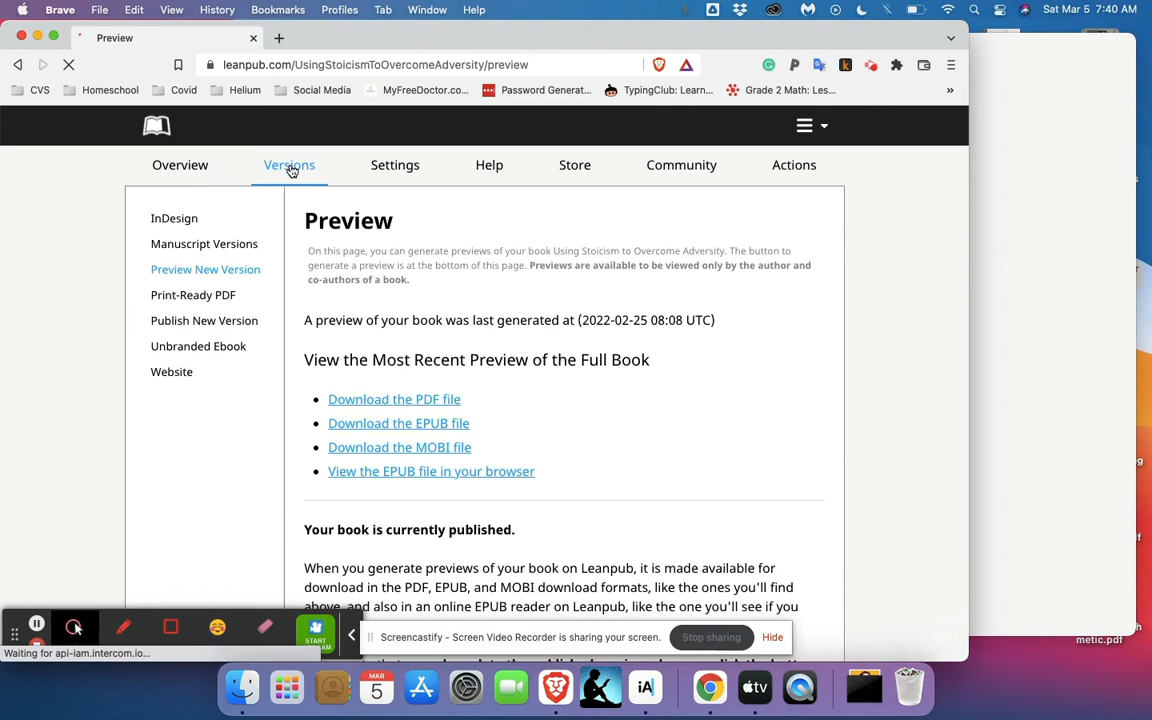 Brave File Edit View History Bookmarks Profiles Tab Window Help Sat Mar 5 7:40 AM
Preview
leanpub.com/UsingStoicismToOvercomeAdversity/preview
CVS Homeschool Covid Helium Social Media MyFreeDoctor.co... Password Generat... TypingClub: Learn... Grade 2 Math: Les... »
Overview Versions Settings Help Store Community Actions
InDesign
Manuscript Versions
Preview New Version
Print-Ready PDF
Publish New Version
Unbranded Ebook
Website
Preview
On this page, you can generate previews of your book Using Stoicism to Overcome Adversity. The button to
generate a preview is at the bottom of this page. Previews are available to be viewed only by the author and
co-authors of a book.
A preview of your book was last generated at (2022-02-25 08:08 UTC)
View the Most Recent Preview of the Full Book
Download the PDF file
Download the EPUB file
Download the MOBI file
View the EPUB file in your browser
Your book is currently published.
When you generate previews of your book on Leanpub, it is made available for
download in the PDF, EPUB, and MOBI download formats, like the ones you'll find
above, and also in an online EPUB reader on Leanpub, like the one you'll see if you
START
Screencastify - Screen Video Recorder is sharing your screen. Stop sharing Hide
Waiting for api-iam.intercom.io...
metic.pdf
MAR
5
iA
tv